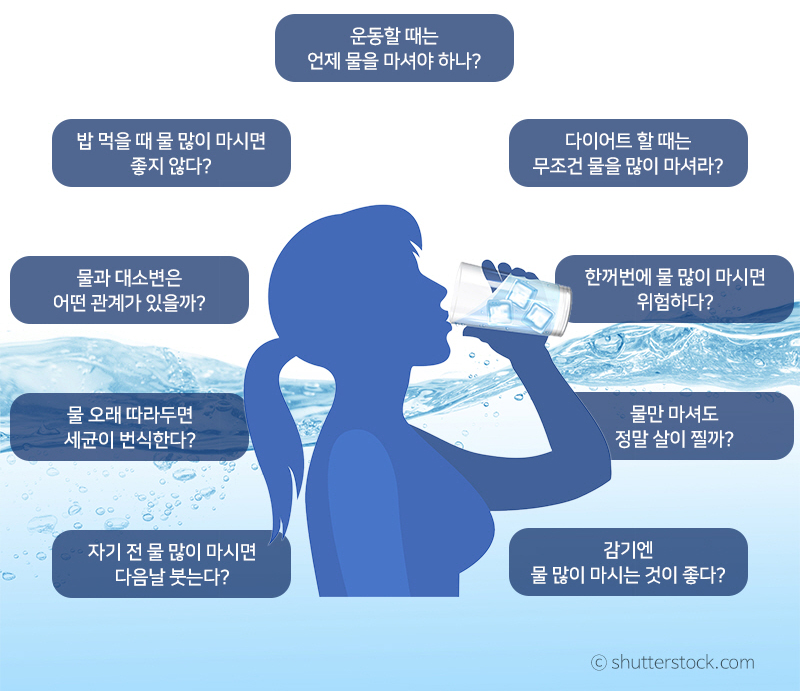 운동할 때는
언제 물을 마셔야 하나?
밥 먹을 때 물 많이 마시면
좋지 않다?
다이어트 할 때는
무조건 물을 많이 마셔라?
물과 대소변은
어떤 관계가 있을까?
한꺼번에 물 많이 마시면
위험하다?
물 오래 따라두면
세균이 번식한다?
물만 마셔도
정말 살이 찔까?
자기 전 물 많이 마시면
다음날 붓는다?
감기엔
물 많이 마시는 것이 좋다?
ⓒ shutterstock.com